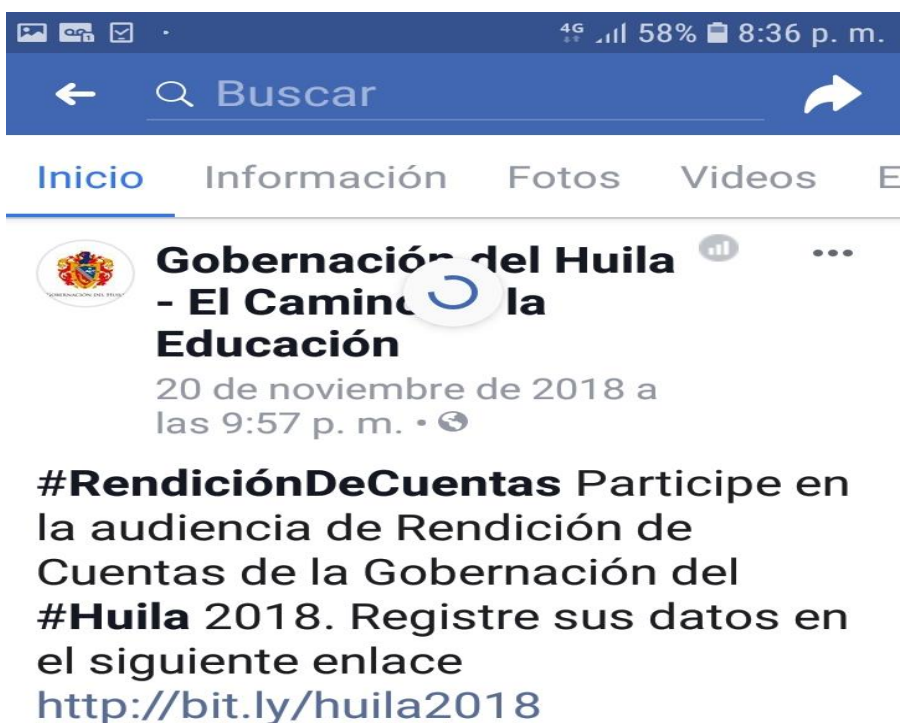 4G 58% 8:36 p. m.
Buscar
Inicio Información Fotos Videos E
Gobernación del Huila
- El Camino la
Educación
20 de noviembre de 2018 a
las 9:57 p. m. •
#RendiciónDeCuentas Participe en
la audiencia de Rendición de
Cuentas de la Gobernación del
#Huila 2018. Registre sus datos en
el siguiente enlace
http://bit.ly/huila2018